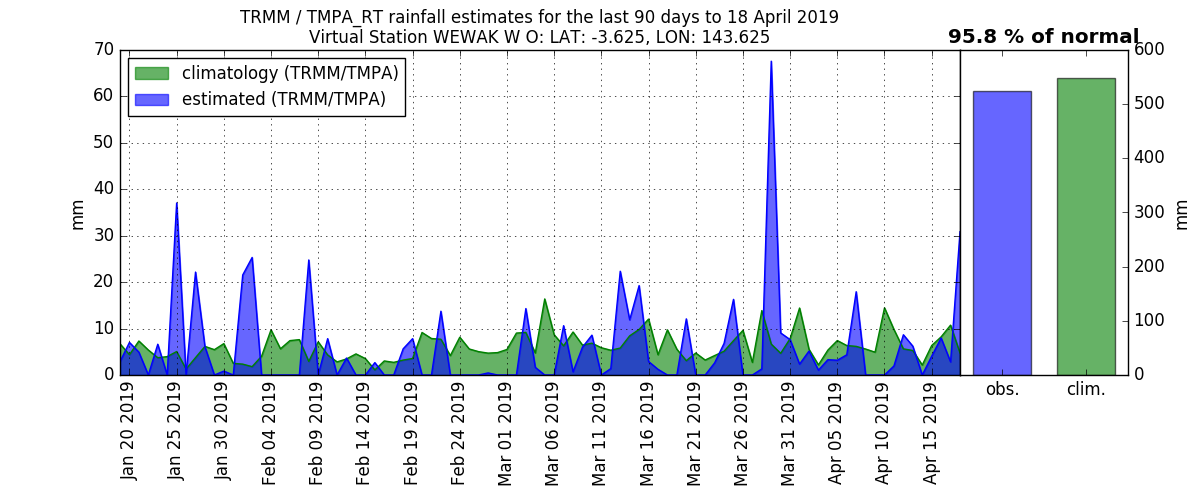 TRMM / TMPA_RT rainfall estimates for the last 90 days to 18 April 2019
Virtual Station WEWAK W O: LAT: -3.625, LON: 143.625
95.8 % of normal
climatology (TRMM/TMPA)
estimated (TRMM/TMPA)
70
60
50
40
30
20
10
0
mm
600
500
400
300
200
100
0
mm
Jan 20 2019
Jan 25 2019
Jan 30 2019
Feb 04 2019
Feb 09 2019
Feb 14 2019
Feb 19 2019
Feb 24 2019
Mar 01 2019
Mar 06 2019
Mar 11 2019
Mar 16 2019
Mar 21 2019
Mar 26 2019
Mar 31 2019
Apr 05 2019
Apr 10 2019
Apr 15 2019
obs.
clim.